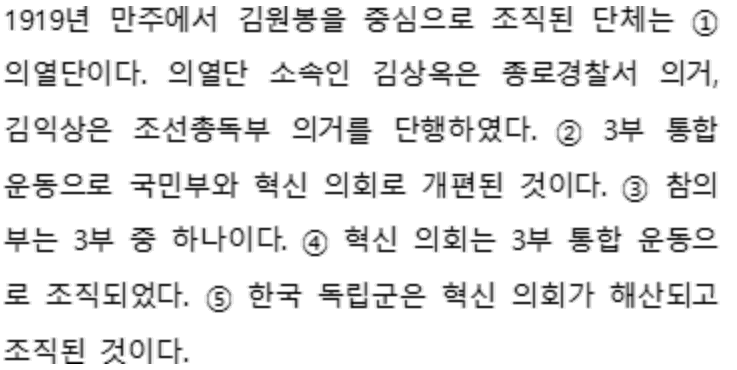 1919년 만주에서 김원봉을 중심으로 조직된 단체는 ①
의열단이다. 의열단 소속인 김상옥은 종로경찰서 의거,
김익상은 조선총독부 의거를 단행하였다. ② 3부 통합
운동으로 국민부와 혁신 의회로 개편된 것이다. ③ 참의
부는 3부 중 하나이다. ④ 혁신 의회는 3부 통합 운동으
로 조직되었다. ⑤ 한국 독립군은 혁신 의회가 해산되고
조직된 것이다.